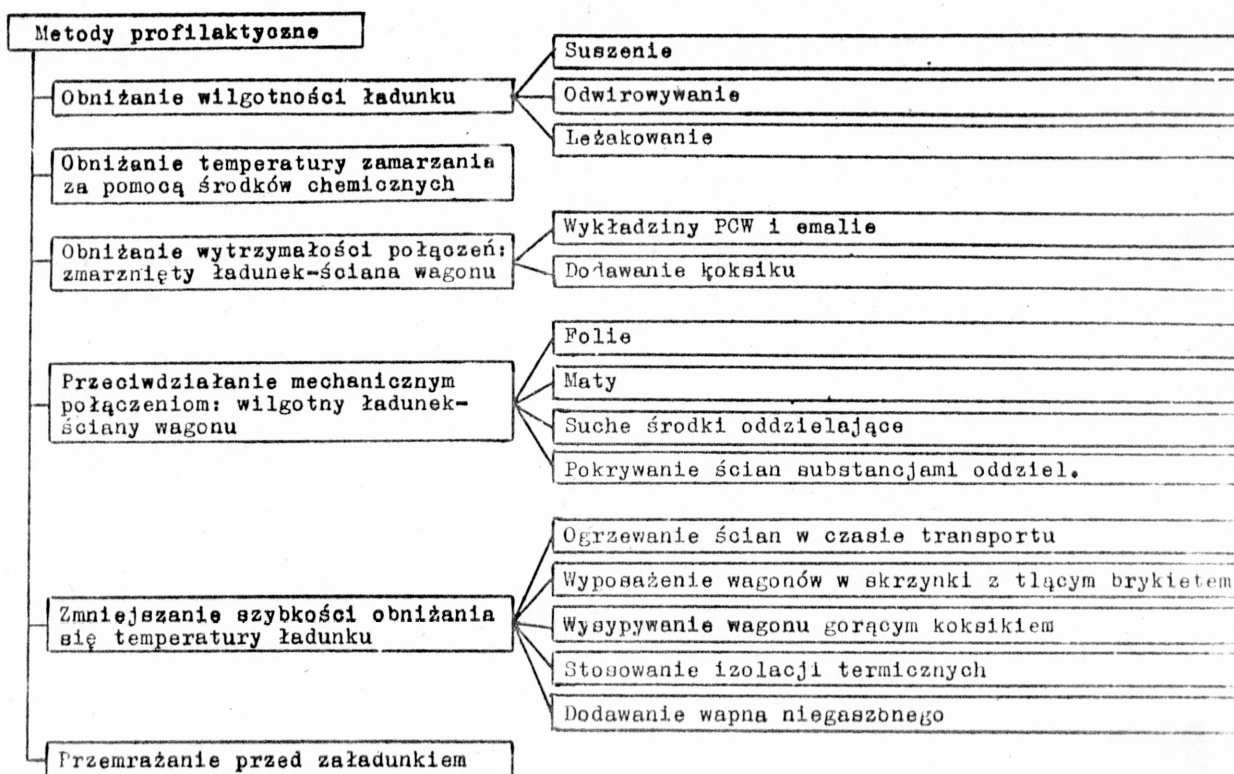 Metody profilaktyczne
Obniżanie wilgotności ładunku
Suszenie
Odwirowywanie
Leżakowanie
Obniżanie temperatury zamarzania
za pomocą środków chemicznych
Obniżanie wytrzymałości połączeń:
zmarznięty ładunek-ściana wagonu
Wykładziny PCW i emalie
Dodawanie koksiku
Przeciwdziałanie mechanicznym
połączeniom: wilgotny ładunek-
ściany wagonu
Folie
Maty
Suche środki oddzielające
Pokrywanie ścian substancjami oddziel.
Zmniejszanie szybkości obniżania
się temperatury ładunku
Ogrzewanie ścian w czasie transportu
Wyposażenie wagonów w skrzynki z tlącym brykietem
Wysypywanie wagonu gorącym koksikiem
Stosowanie izolacji termicznych
Dodawanie wapna niegaszonego
Przemrażanie przed załadunkiem